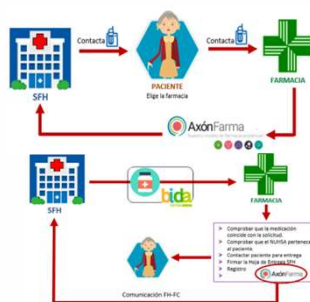 Contacta
Contacta
PACIENTE
Elige la farmacia
SFH
FARMACIA
AxónFarma
SFH
bida
FARMACIA
Comprobar que la medicación
coincide con la solicitud.
Comprobar que el NUHSA pertenece
al paciente.
Contactar paciente para entrega
Firmar la Hoja de Entrega SFH
Registro
AxónFarma
Comunicación FH-FC